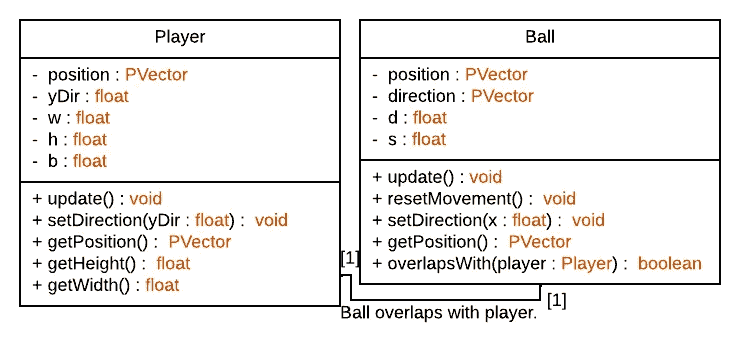 Player
- position : PVector
- yDir : float
- w : float
- h : float
- b : float
+ update() : void
+ setDirection(yDir : float) : void
+ getPosition() : PVector
+ getHeight() : float
+ getWidth() : float
Ball
- position : PVector
- direction : PVector
- d : float
- s : float
+ update() : void
+ resetMovement() : void
+ setDirection(x : float) : void
+ getPosition() : PVector
+ overlapsWith(player : Player) : boolean
[1]
[1]
Ball overlaps with player.